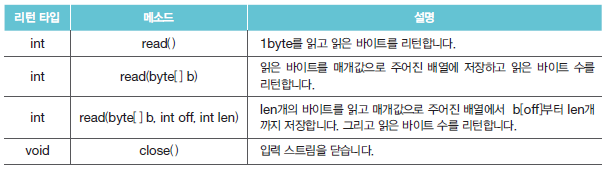 리턴 타입 메소드 설명
int read( ) 1byte를 읽고 읽은 바이트를 리턴합니다.
int read(byte[ ] b) 읽은 바이트를 매개값으로 주어진 배열에 저장하고 읽은 바이트 수를
리턴합니다.
int read(byte[ ] b, int off, int len) len개의 바이트를 읽고 매개값으로 주어진 배열에서 b[off]부터 len개
까지 저장합니다. 그리고 읽은 바이트 수를 리턴합니다.
void close( ) 입력 스트림을 닫습니다.